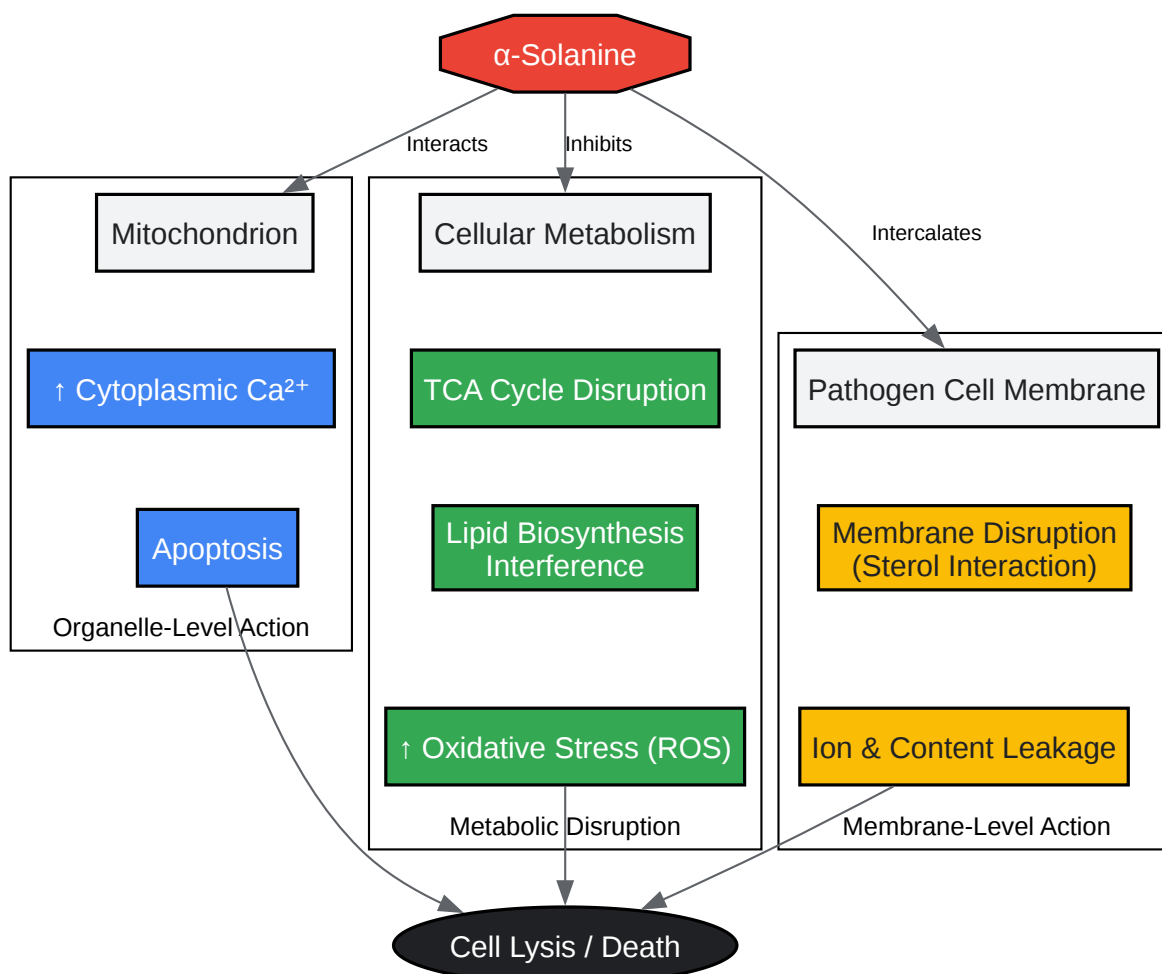 α-Solanine
Interacts
Inhibits
Intercalates
Mitochondrion
↑ Cytoplasmic Ca²⁺
Apoptosis
Organelle-Level Action
Cellular Metabolism
TCA Cycle Disruption
Lipid Biosynthesis
Interference
↑ Oxidative Stress (ROS)
Metabolic Disruption
Pathogen Cell Membrane
Membrane Disruption
(Sterol Interaction)
Ion & Content Leakage
Membrane-Level Action
Cell Lysis / Death